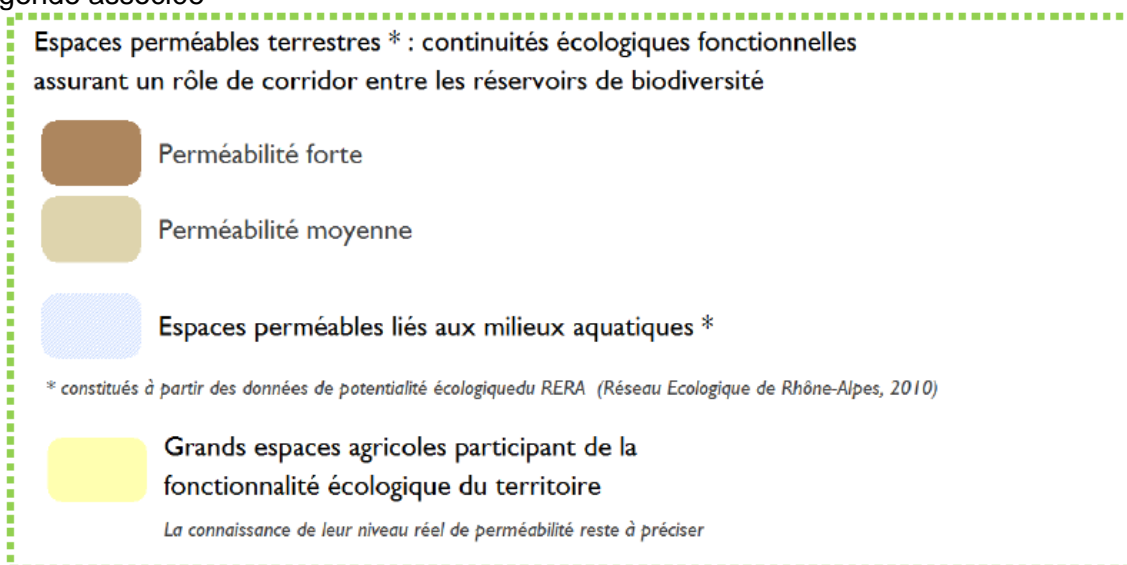 Espaces perméables terrestres * : continuités écologiques fonctionnelles
assurant un rôle de corridor entre les réservoirs de biodiversité
Perméabilité forte
Perméabilité moyenne
Espaces perméables liés aux milieux aquatiques *
* constitués à partir des données de potentialité écologiquedu RERA (Réseau Ecologique de Rhône-Alpes, 2010)
Grands espaces agricoles participant de la
fonctionnalité écologique du territoire
La connaissance de leur niveau réel de perméabilité reste à préciser